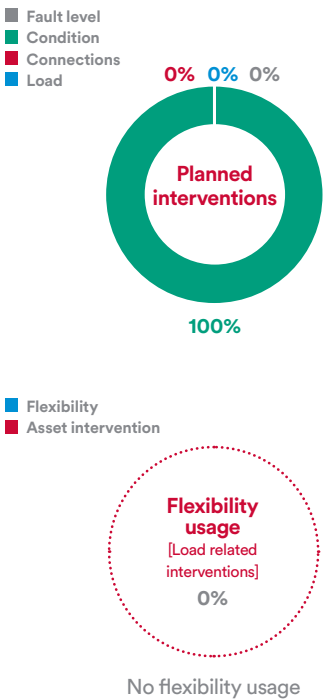 Fault level
Condition
Connections
Load
0% 0% 0%
Planned
interventions
100%
Flexibility
Asset intervention
Flexibility
usage
[Load related
interventions]
0%
No flexibility usage